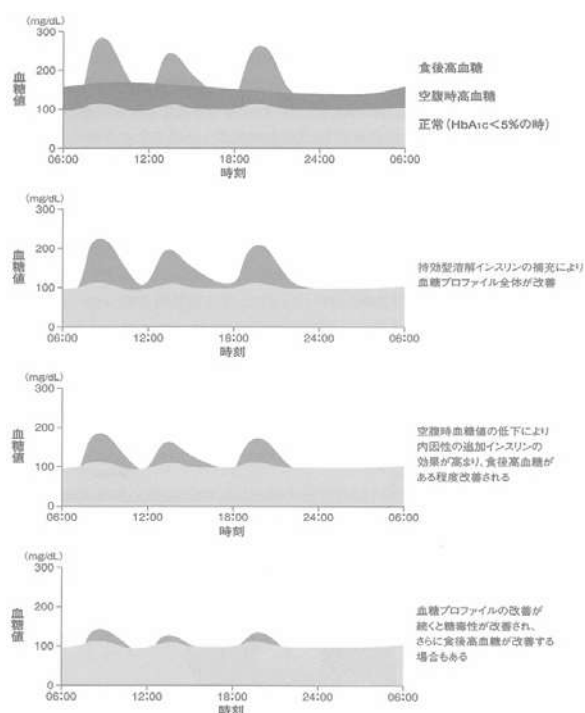 (mg/dL)
300
200
100
0
血糖値
食後高血糖
空腹時高血糖
正常(HbA1C<5%の時)
06:00 12:00 18:00 24:00 06:00
時刻
(mg/dL)
300
200
100
0
血糖値
持効型溶解インスリンの補充により
血糖プロファイル全体が改善
06:00 12:00 18:00 24:00 06:00
時刻
(mg/dL)
300
200
100
0
血糖値
空腹時血糖値の低下により
内因性の追加インスリンの
効果が高まり、食後高血糖が
ある程度改善される
06:00 12:00 18:00 24:00 06:00
時刻
(mg/dL)
300
200
100
0
血糖値
血糖プロファイルの改善が
続くと糖毒性が改善され、
さらに食後高血糖が改善する
場合もある
06:00 12:00 18:00 24:00 06:00
時刻